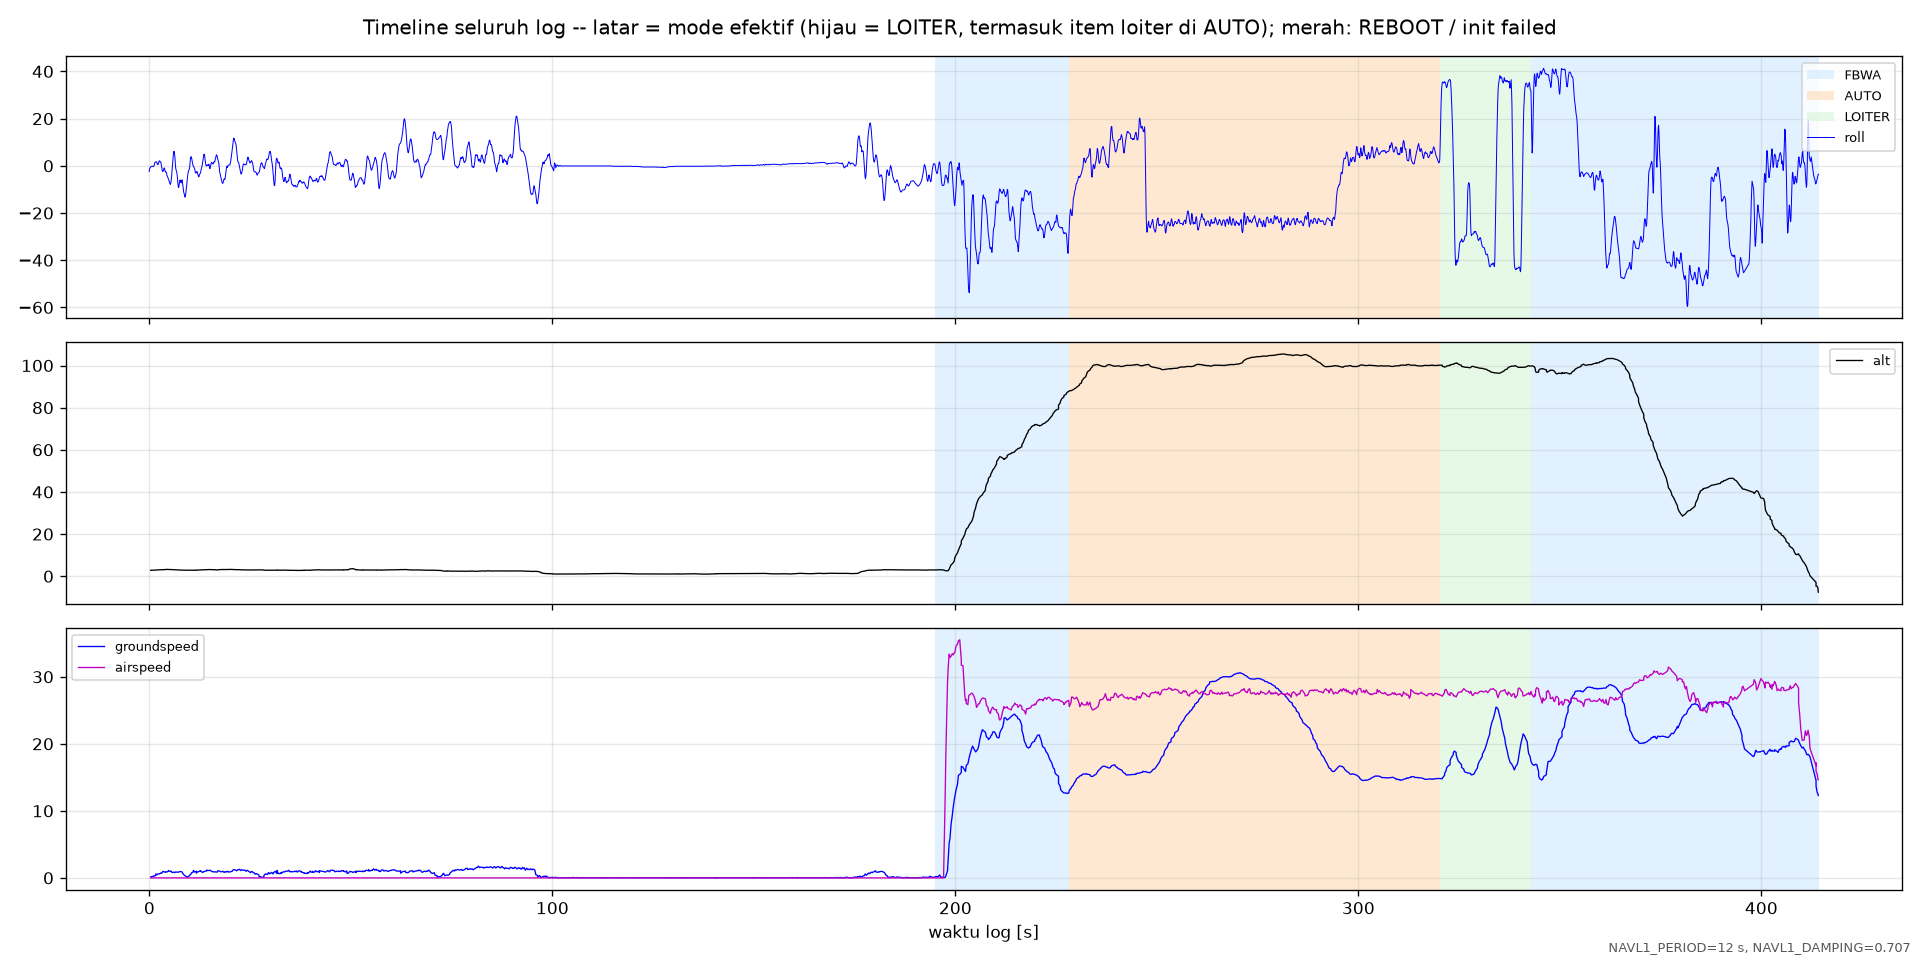 Timeline seluruh log -- latar = mode efektif (hijau = LOITER, termasuk item loiter di AUTO); merah: REBOOT / init failed
40
20
0
−20
−40
−60
FBWA
AUTO
LOITER
roll
100
80
60
40
20
0
alt
30
20
10
0
groundspeed
airspeed
0 100 200 300 400
waktu log [s]
NAVL1_PERIOD=12 s, NAVL1_DAMPING=0.707